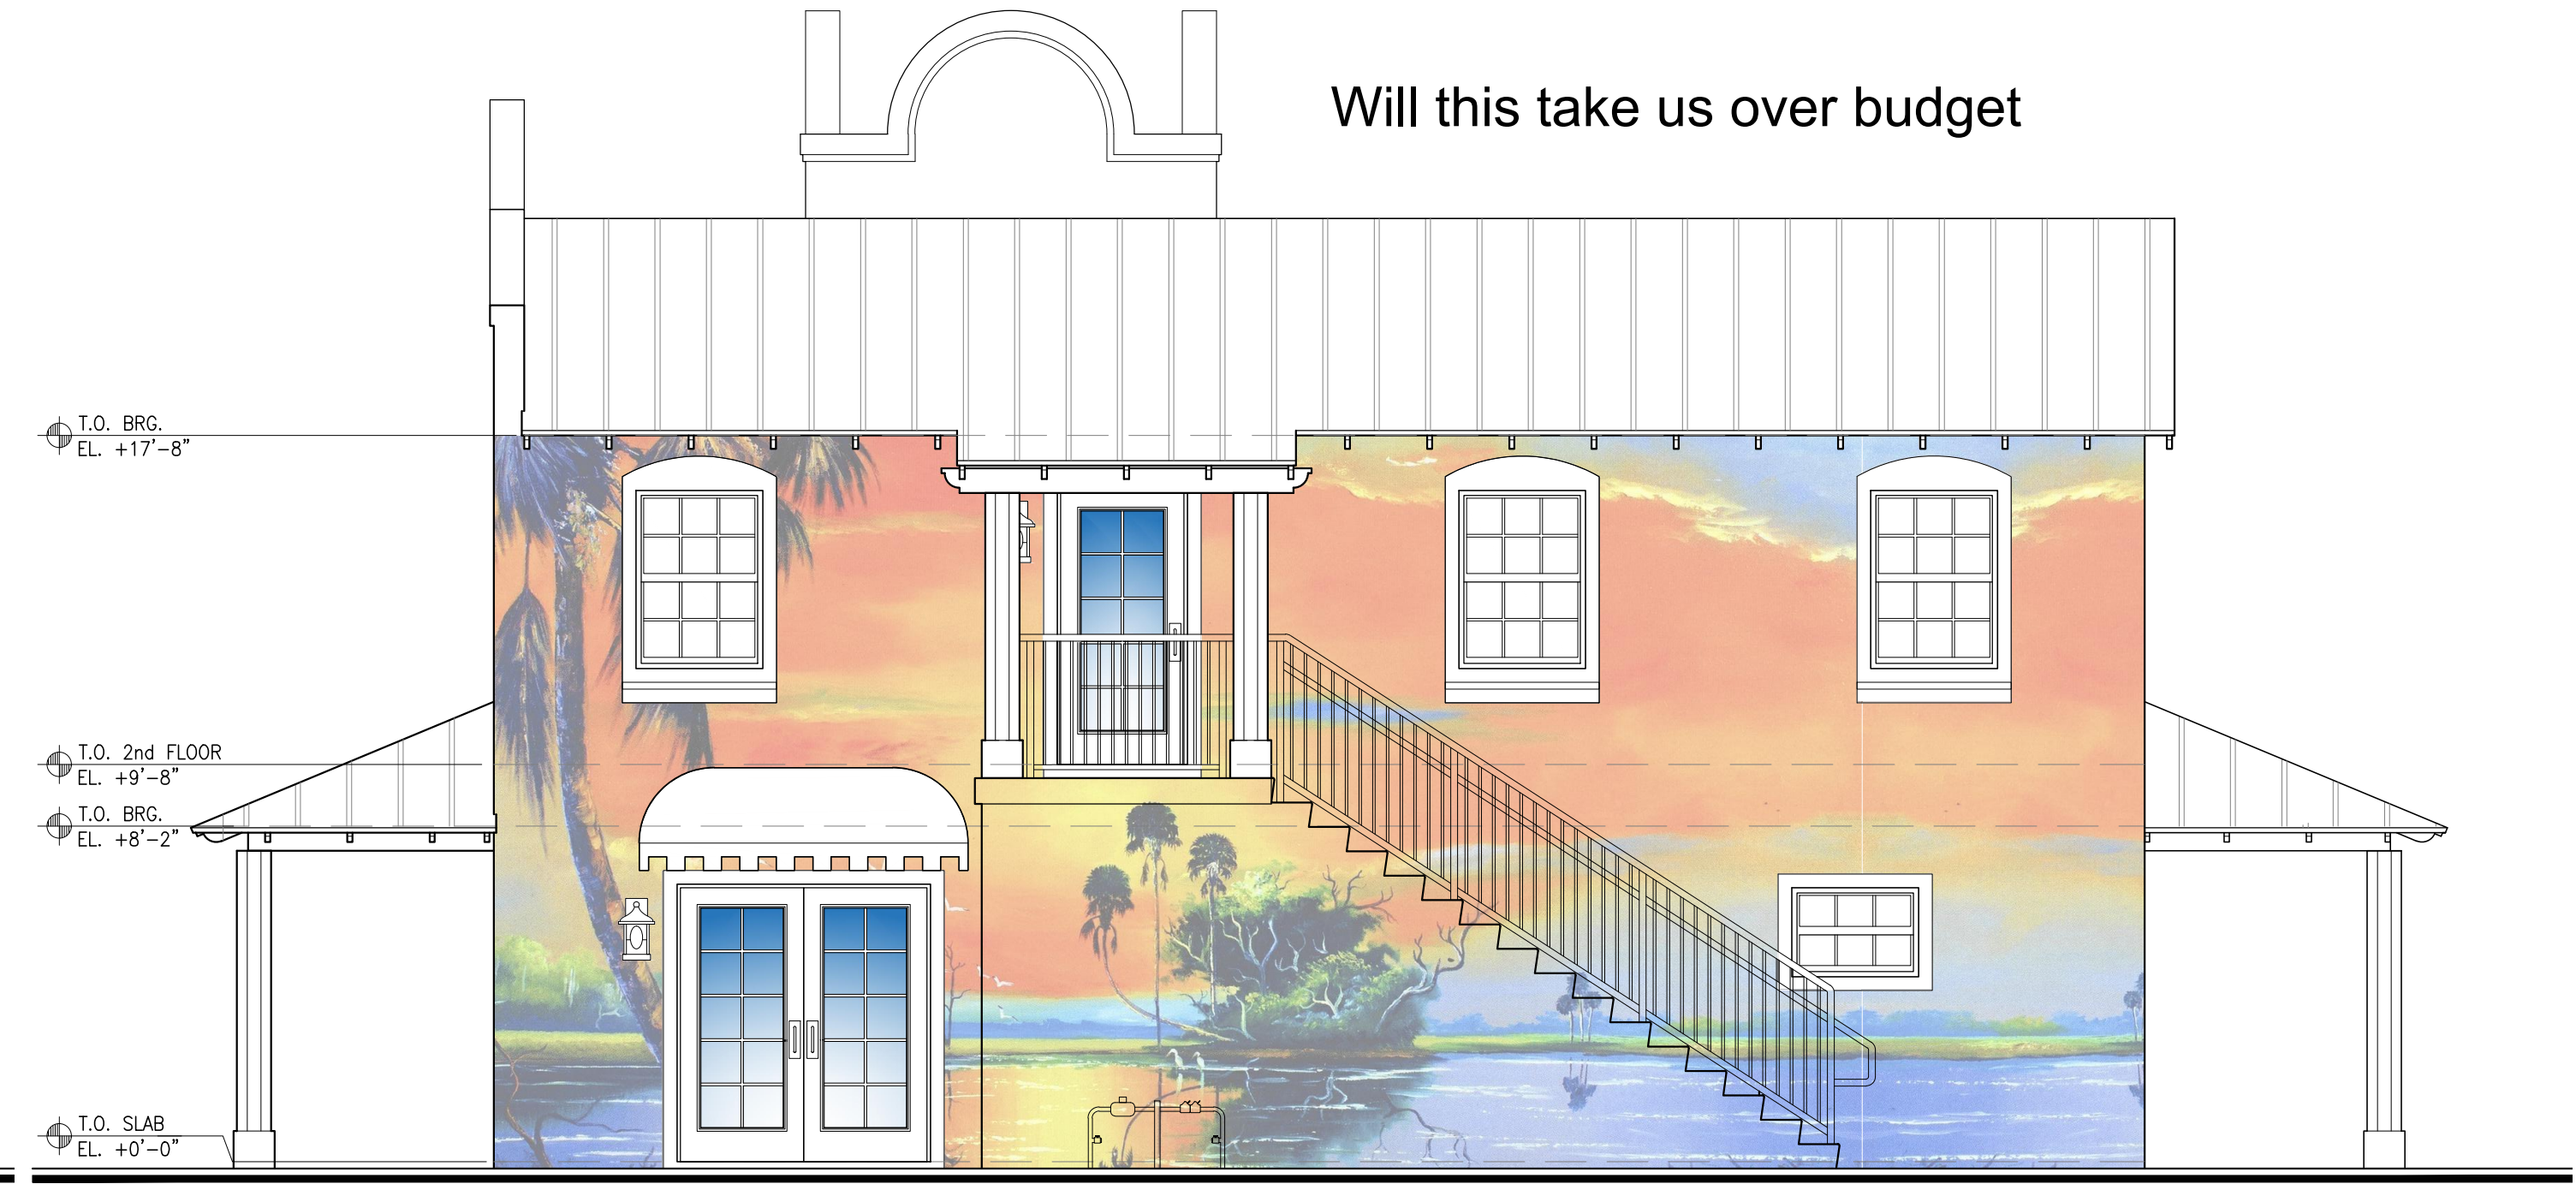 Will this take us over budget
T.O. BRG.
EL. +17'-8"
T.O. 2nd FLOOR
EL. +9'-8"
T.O. BRG.
EL. +8'-2"
T.O. SLAB
EL. +0'-0"